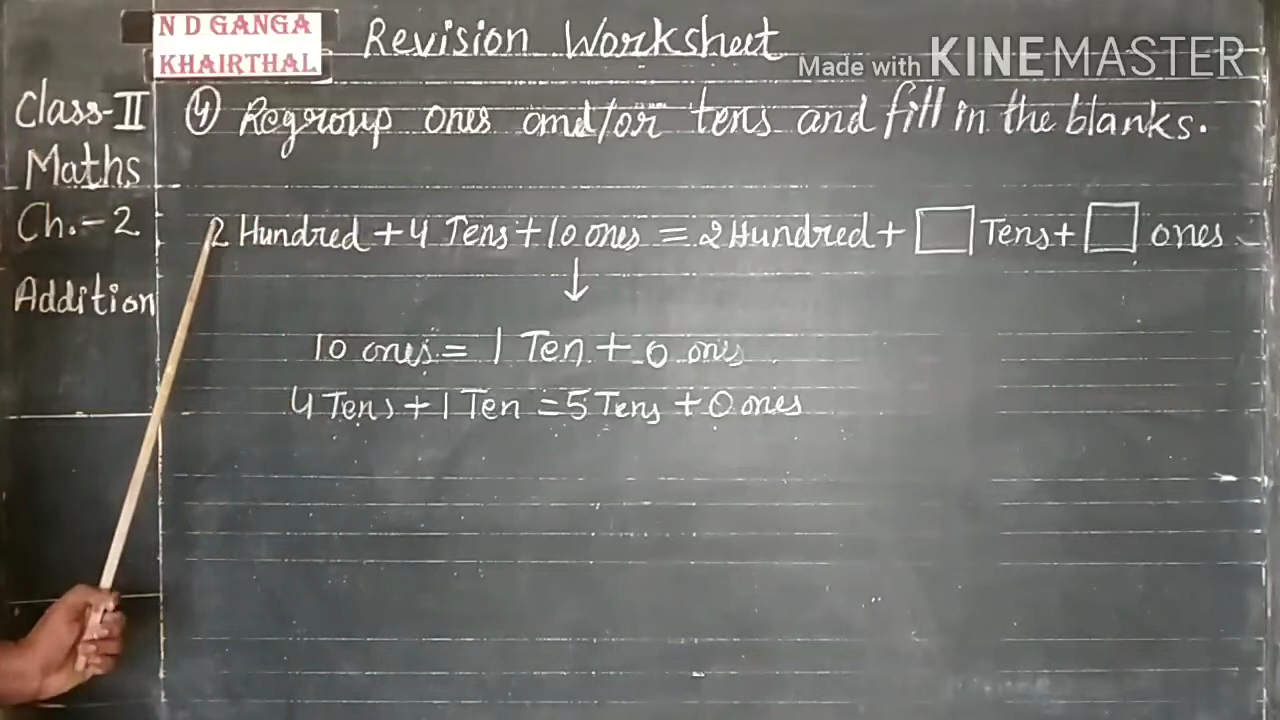 N D GANGA
KHAIRTHAL
Revision Worksheet
Made with KINEMASTER
Class-II
Maths
Ch.-2
Addition
④ Regroup ones and/or tens and fill in the blanks.
2 Hundred + 4 Tens + 10 ones = 2 Hundred + □ Tens + □ ones
↓
10 ones = 1 Ten + 0 ones
4 Tens + 1 Ten = 5 Tens + 0 ones